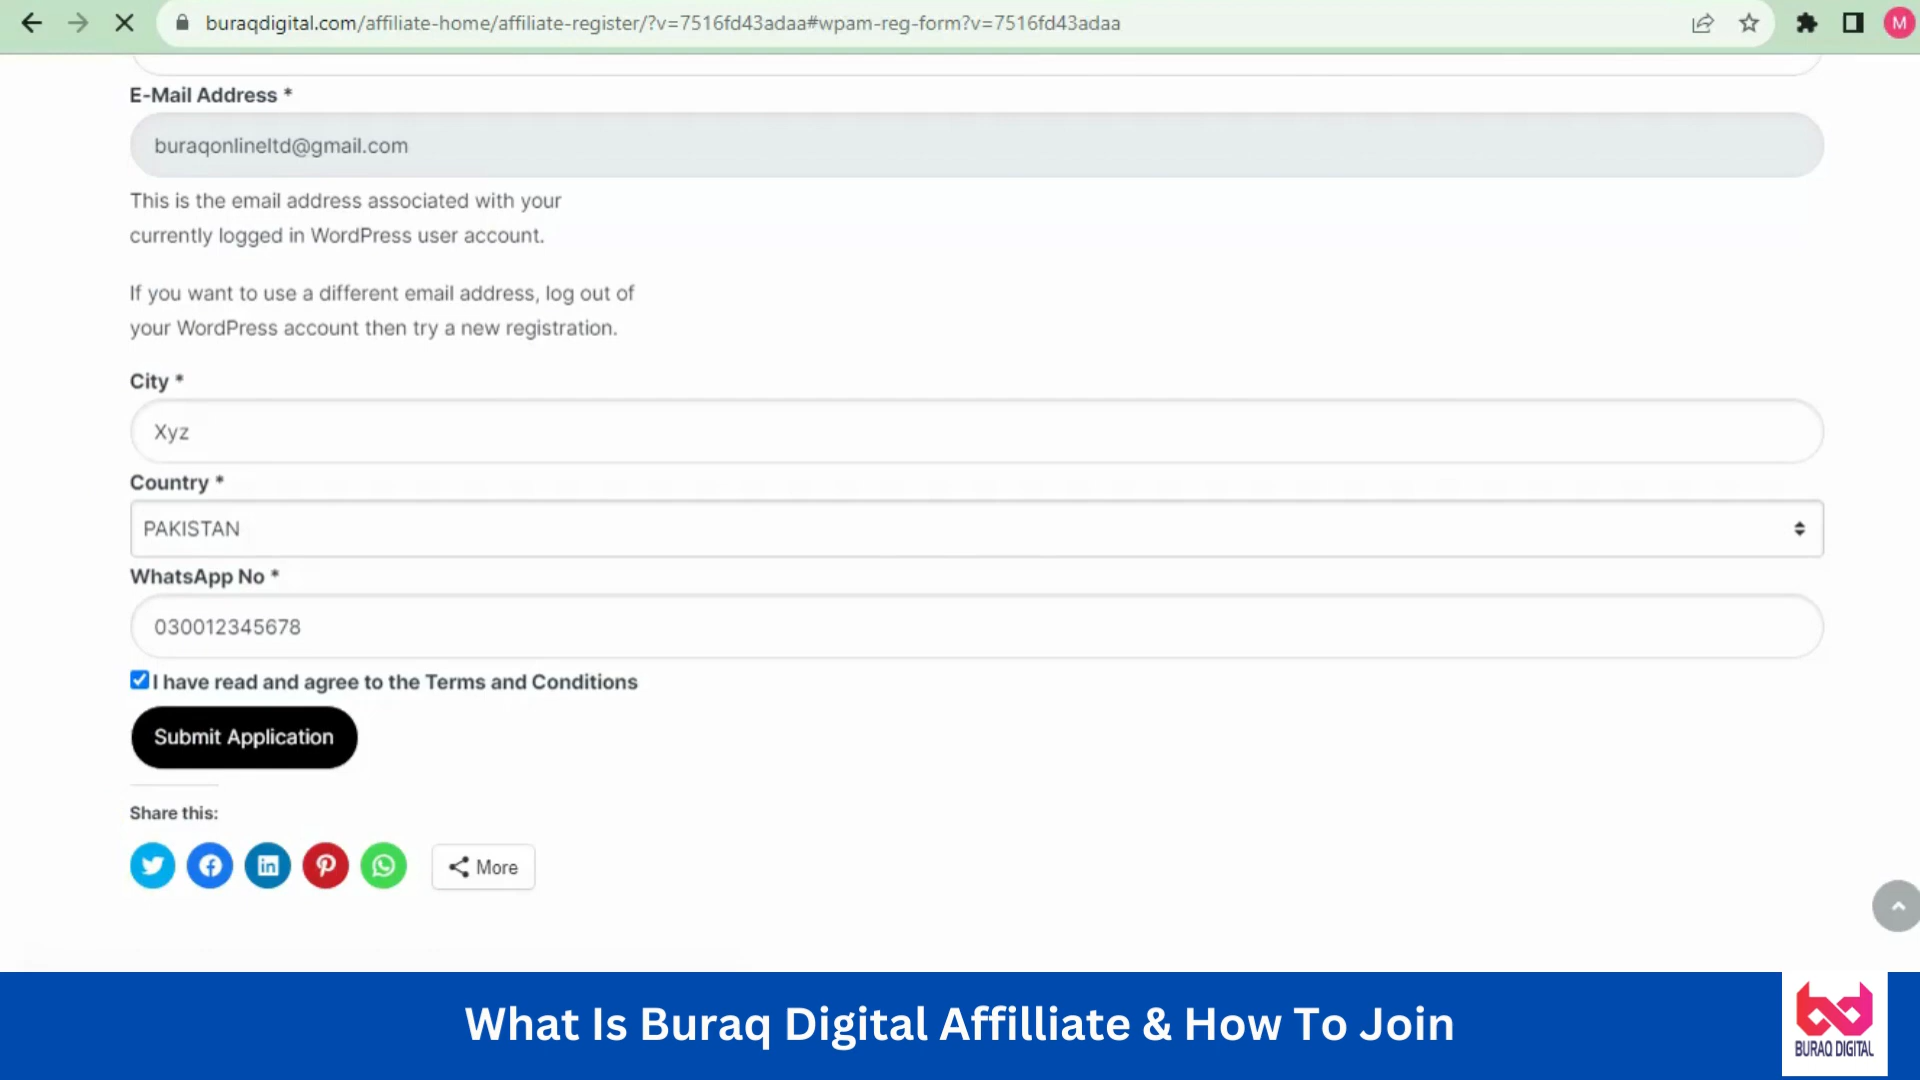 buraqdigital.com/affiliate-home/affiliate-register/?v=7516fd43adaa#wpam-reg-form?v=7516fd43adaa
M
E-Mail Address *
buraqonlineltd@gmail.com
This is the email address associated with your
currently logged in WordPress user account.
If you want to use a different email address, log out of
your WordPress account then try a new registration.
City *
Xyz
Country *
PAKISTAN
WhatsApp No *
030012345678
I have read and agree to the Terms and Conditions
Submit Application
Share this:
More
What Is Buraq Digital Affilliate & How To Join
BURAQ DIGITAL